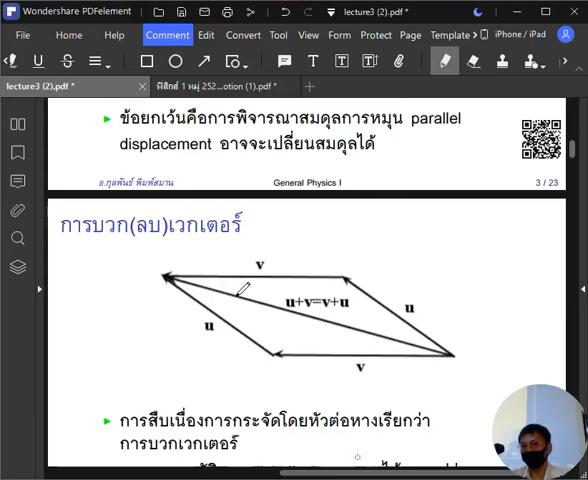 Wondershare PDFelement
lecture3 (2).pdf *
File Home Help Comment Edit Convert Tool View Form Protect Page Template iPhone / iPad
lecture3 (2).pdf *
ฟิสิกส์ 1 หมู่ 252...otion (1).pdf *
ข้อยกเว้นคือการพิจารณาสมดุลการหมุน parallel
displacement อาจจะเปลี่ยนสมดุลได้
อ.กุลพันธ์ พิมพ์สมาน General Physics I 3 / 23
การบวก(ลบ)เวกเตอร์
v
u+v=v+u
u
u
v
การสืบเนื่องการกระจัดโดยหัวต่อหางเรียกว่า
การบวกเวกเตอร์